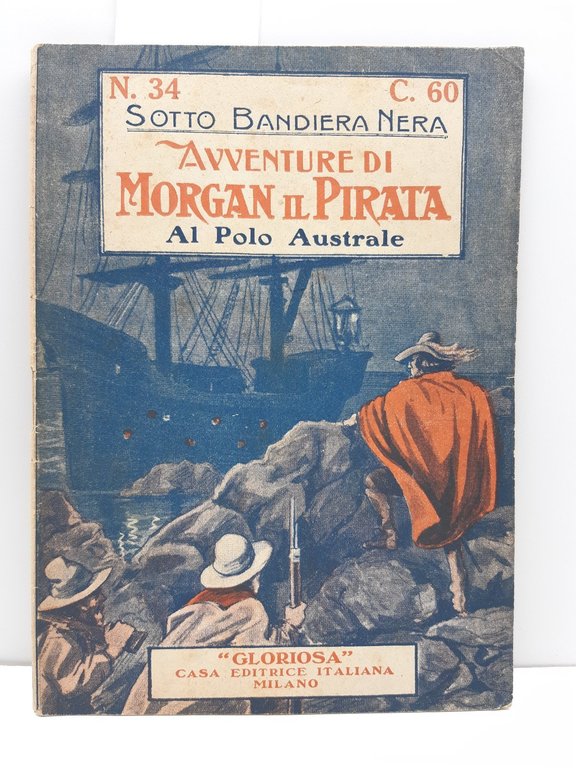 N. 34 C. 60
SOTTO BANDIERA NERA
AVVENTURE DI
MORGAN IL PIRATA
Al Polo Australe
"GLORIOSA"
CASA EDITRICE ITALIANA
MILANO